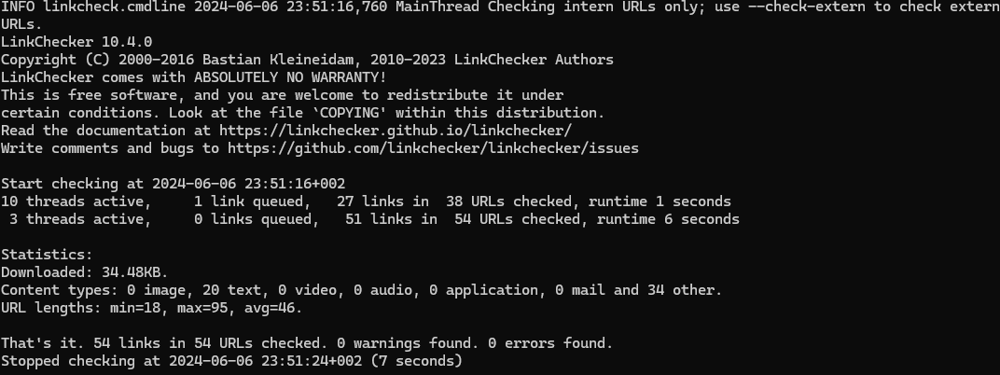 INFO linkcheck.cmdline 2024-06-06 23:51:16,760 MainThread Checking intern URLs only; use --check-extern to check extern
URLs.
LinkChecker 10.4.0
Copyright (C) 2000-2016 Bastian Kleineidam, 2010-2023 LinkChecker Authors
LinkChecker comes with ABSOLUTELY NO WARRANTY!
This is free software, and you are welcome to redistribute it under
certain conditions. Look at the file `COPYING' within this distribution.
Read the documentation at https://linkchecker.github.io/linkchecker/
Write comments and bugs to https://github.com/linkchecker/linkchecker/issues

Start checking at 2024-06-06 23:51:16+002
10 threads active,     1 link queued,   27 links in  38 URLs checked, runtime 1 seconds
 3 threads active,     0 links queued,   51 links in  54 URLs checked, runtime 6 seconds

Statistics:
Downloaded: 34.48KB.
Content types: 0 image, 20 text, 0 video, 0 audio, 0 application, 0 mail and 34 other.
URL lengths: min=18, max=95, avg=46.

That's it. 54 links in 54 URLs checked. 0 warnings found. 0 errors found.
Stopped checking at 2024-06-06 23:51:24+002 (7 seconds)